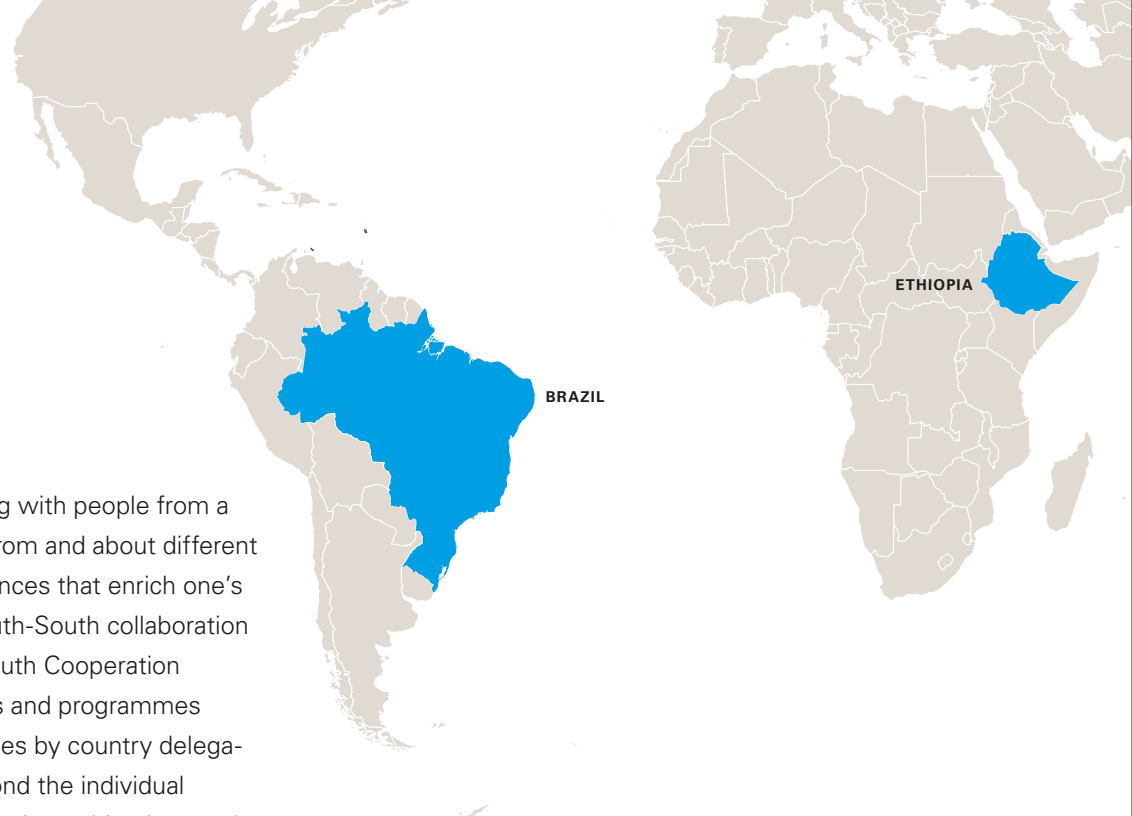 ETHIOPIA
BRAZIL
g with people from a
rom and about different
nces that enrich one’s
th-South collaboration
uth Cooperation
s and programmes
es by country delega-
ond the individual